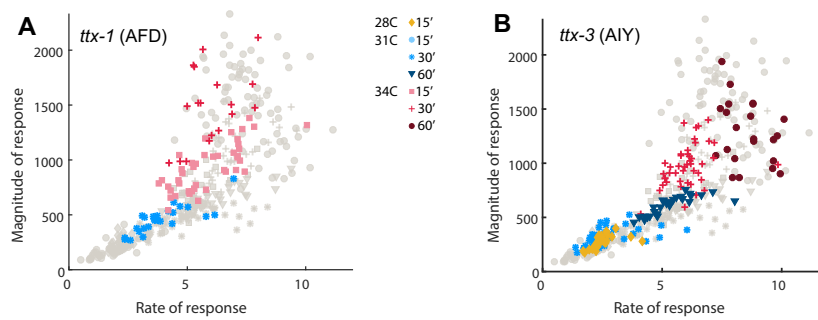 A
ttx-1 (AFD)
2000
1500
1000
500
0
0 5 10
Magnitude of response
Rate of response
28C 15′
31C 15′
30′
60′
34C 15′
30′
60′
B
ttx-3 (AIY)
2000
1500
1000
500
0
0 5 10
Magnitude of response
Rate of response